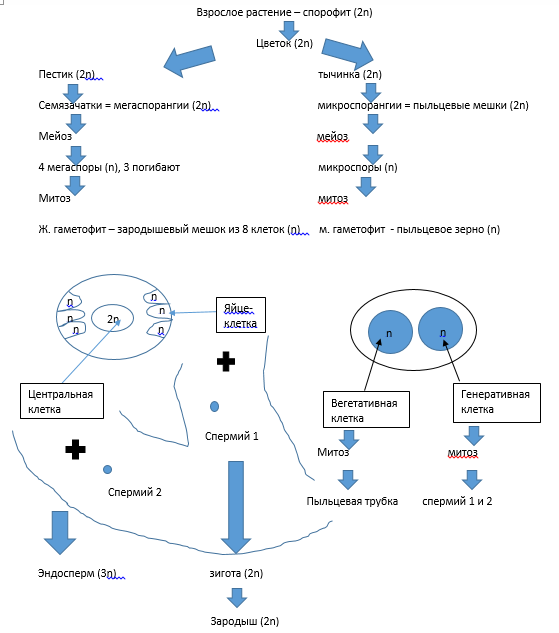 Взрослое растение – спорофит (2n)
Цветок (2n)
Пестик (2n)
тычинка (2n)
Семязачатки = мегаспорангии (2n)
микроспорангии = пыльцевые мешки (2n)
Мейоз
мейоз
4 мегаспоры (n), 3 погибают
микроспоры (n)
Митоз
митоз
Ж. гаметофит – зародышевый мешок из 8 клеток (n)
м. гаметофит - пыльцевое зерно (n)
n
n
n
2n
n
n
n
Яйце-
клетка
n
n
Центральная
клетка
Вегетативная
клетка
Генеративная
клетка
Спермий 1
Митоз
митоз
Спермий 2
Пыльцевая трубка
спермий 1 и 2
Эндосперм (3n)
зигота (2n)
Зародыш (2n)